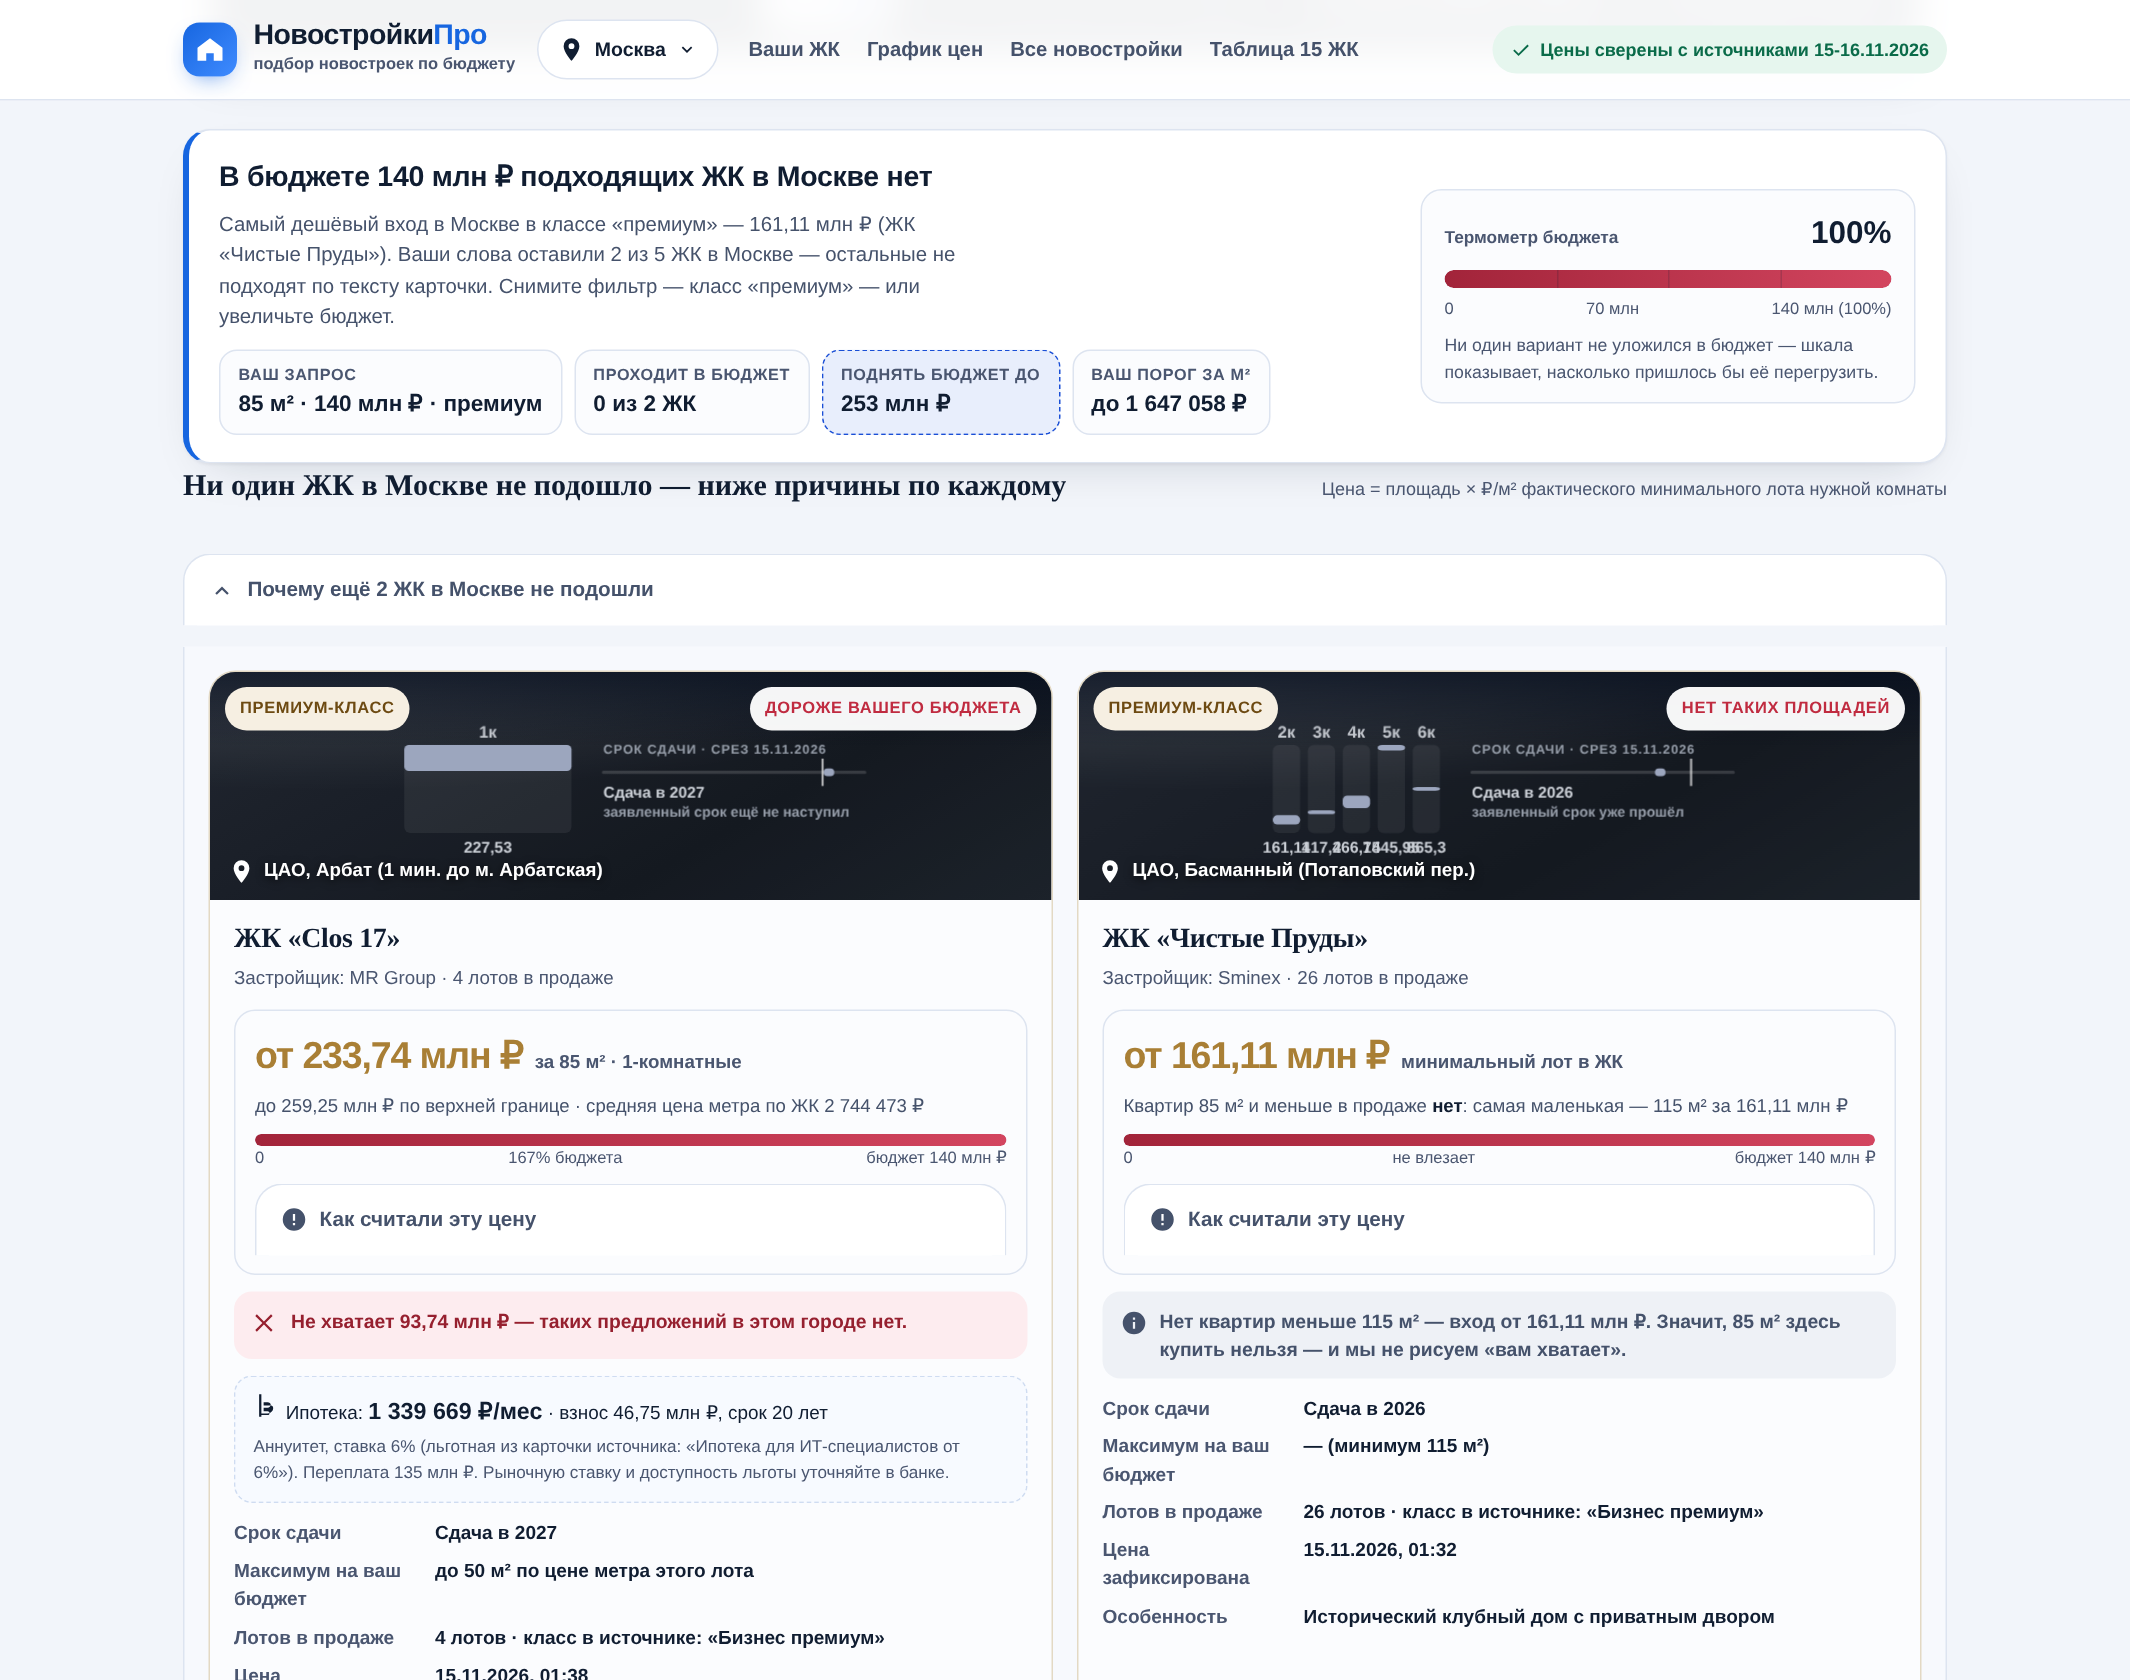 НовостройкиПро
подбор новостроек по бюджету
Москва
Ваши ЖК
График цен
Все новостройки
Таблица 15 ЖК
Цены сверены с источниками 15-16.11.2026
В бюджете 140 млн ₽ подходящих ЖК в Москве нет
Самый дешёвый вход в Москве в классе «премиум» — 161,11 млн ₽ (ЖК
«Чистые Пруды»). Ваши слова оставили 2 из 5 ЖК в Москве — остальные не
подходят по тексту карточки. Снимите фильтр — класс «премиум» — или
увеличьте бюджет.
ВАШ ЗАПРОС
85 м² · 140 млн ₽ · премиум
ПРОХОДИТ В БЮДЖЕТ
0 из 2 ЖК
ПОДНЯТЬ БЮДЖЕТ ДО
253 млн ₽
ВАШ ПОРОГ ЗА М²
до 1 647 058 ₽
Термометр бюджета
100%
0
70 млн
140 млн (100%)
Ни один вариант не уложился в бюджет — шкала
показывает, насколько пришлось бы её перегрузить.
Ни один ЖК в Москве не подошло — ниже причины по каждому
Цена = площадь × ₽/м² фактического минимального лота нужной комнаты
Почему ещё 2 ЖК в Москве не подошли
ПРЕМИУМ-КЛАСС
ДОРОЖЕ ВАШЕГО БЮДЖЕТА
1к
227,53
СРОК СДАЧИ · СРЕЗ 15.11.2026
Сдача в 2027
заявленный срок ещё не наступил
ЦАО, Арбат (1 мин. до м. Арбатская)
ЖК «Clos 17»
Застройщик: MR Group · 4 лотов в продаже
от 233,74 млн ₽ за 85 м² · 1-комнатные
до 259,25 млн ₽ по верхней границе · средняя цена метра по ЖК 2 744 473 ₽
0
167% бюджета
бюджет 140 млн ₽
Как считали эту цену
Не хватает 93,74 млн ₽ — таких предложений в этом городе нет.
Ипотека: 1 339 669 ₽/мес · взнос 46,75 млн ₽, срок 20 лет
Аннуитет, ставка 6% (льготная из карточки источника: «Ипотека для ИТ-специалистов от
6%»). Переплата 135 млн ₽. Рыночную ставку и доступность льготы уточняйте в банке.
Срок сдачи
Сдача в 2027
Максимум на ваш
бюджет
до 50 м² по цене метра этого лота
Лотов в продаже
4 лотов · класс в источнике: «Бизнес премиум»
Цена
15.11.2026, 01:38
ПРЕМИУМ-КЛАСС
НЕТ ТАКИХ ПЛОЩАДЕЙ
2к
3к
4к
5к
6к
СРОК СДАЧИ · СРЕЗ 15.11.2026
Сдача в 2026
заявленный срок уже прошёл
ЦАО, Басманный (Потаповский пер.)
ЖК «Чистые Пруды»
Застройщик: Sminex · 26 лотов в продаже
от 161,11 млн ₽ минимальный лот в ЖК
Квартир 85 м² и меньше в продаже нет: самая маленькая — 115 м² за 161,11 млн ₽
0
не влезает
бюджет 140 млн ₽
Как считали эту цену
Нет квартир меньше 115 м² — вход от 161,11 млн ₽. Значит, 85 м² здесь
купить нельзя — и мы не рисуем «вам хватает».
Срок сдачи
Сдача в 2026
Максимум на ваш
бюджет
— (минимум 115 м²)
Лотов в продаже
26 лотов · класс в источнике: «Бизнес премиум»
Цена
зафиксирована
15.11.2026, 01:32
Особенность
Исторический клубный дом с приватным двором